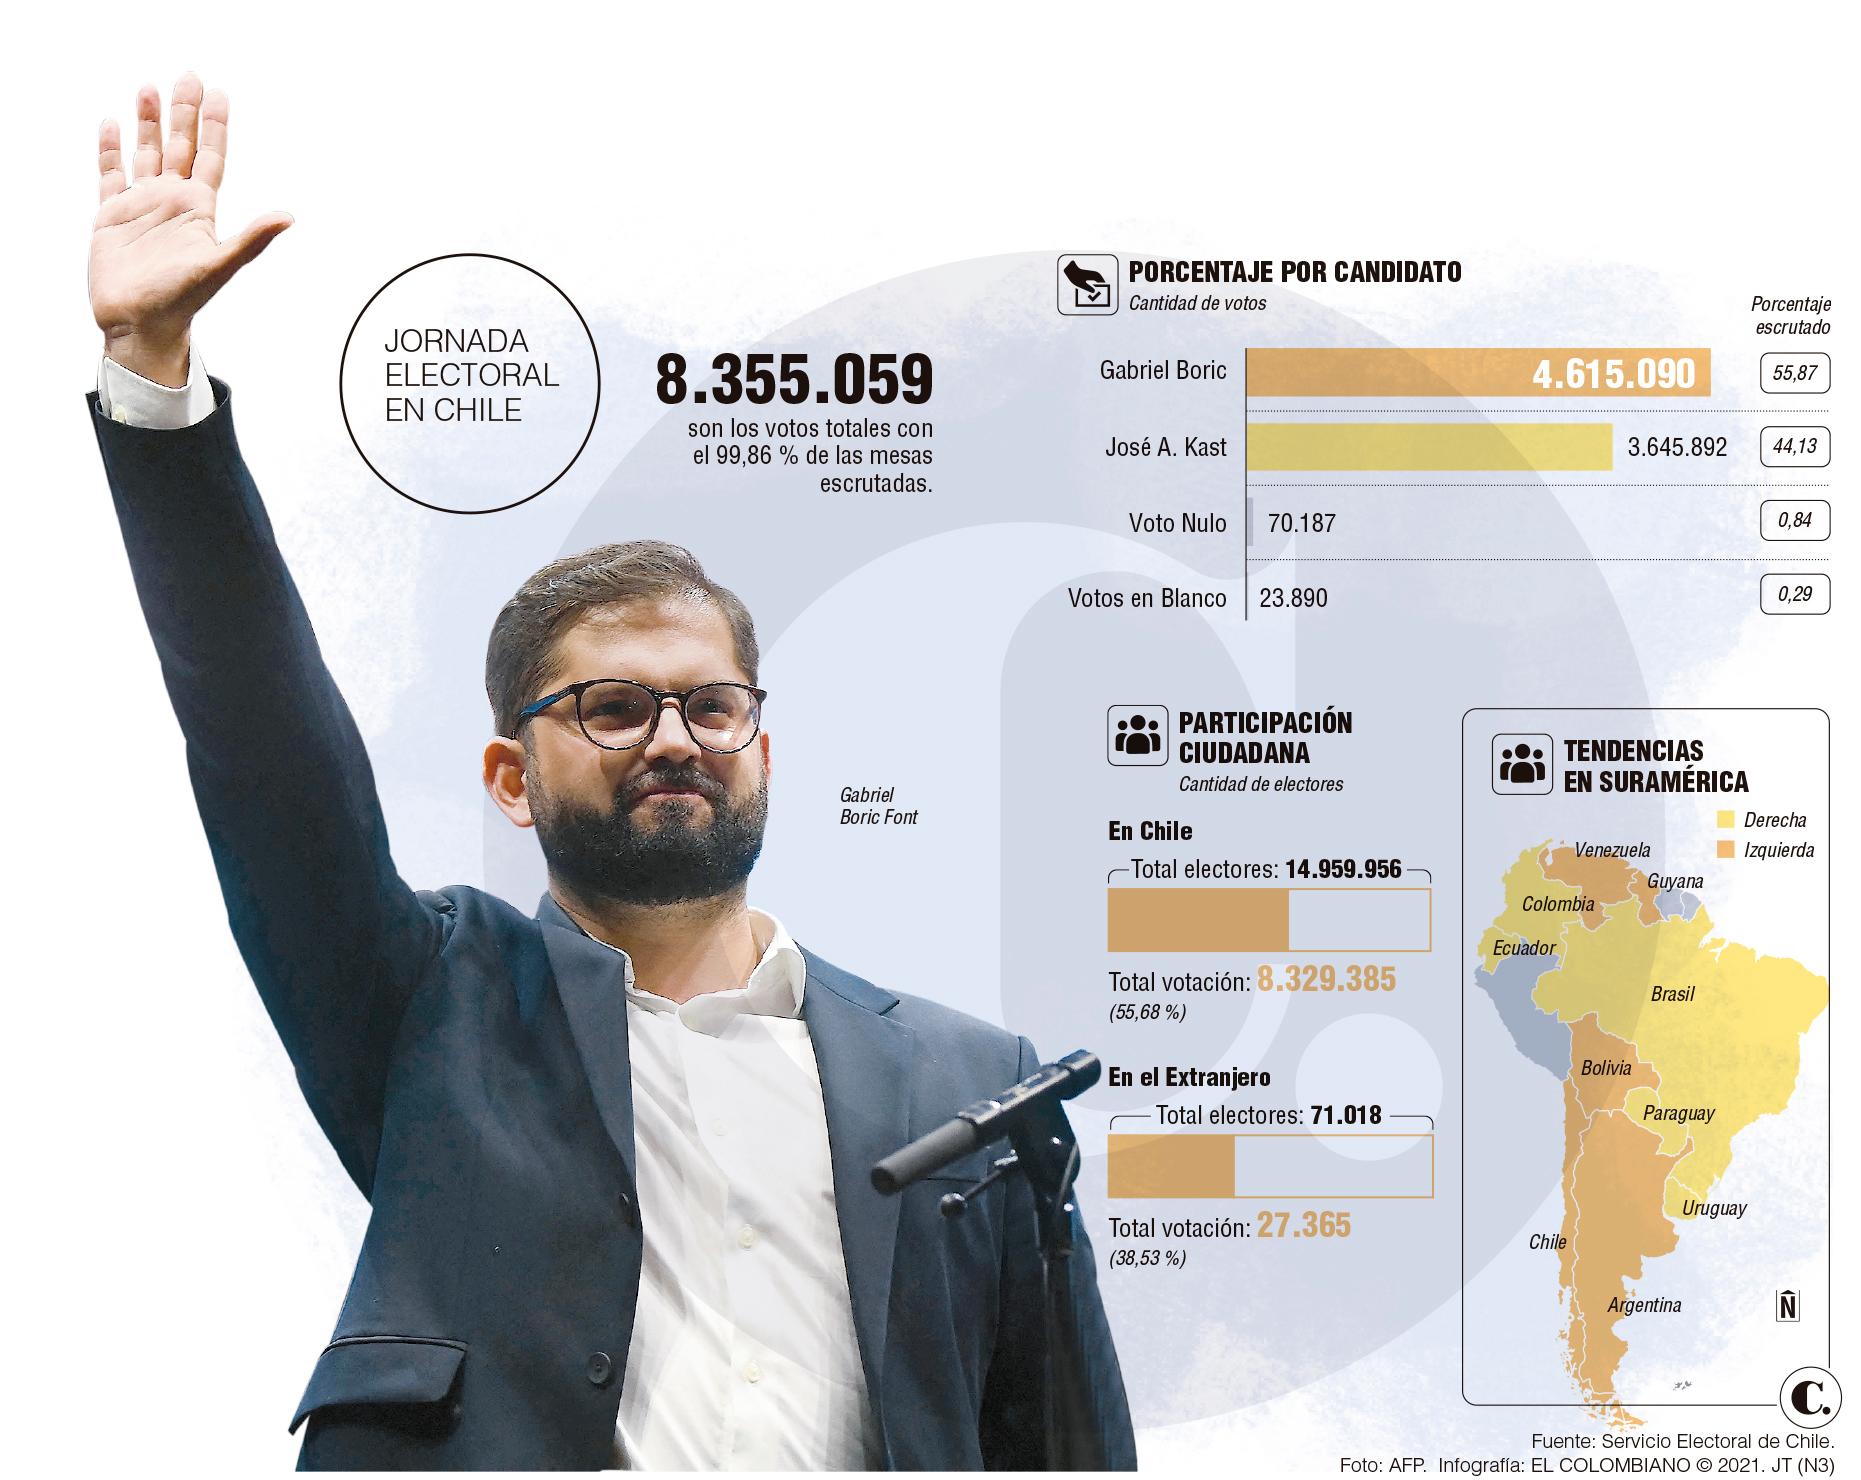 JORNADA
ELECTORAL
EN CHILE
8.355.059
son los votos totales con
el 99,86 % de las mesas
escrutadas.
PORCENTAJE POR CANDIDATO
Cantidad de votos
Porcentaje
escrutado
Gabriel Boric 4.615.090 55,87
José A. Kast 3.645.892 44,13
Voto Nulo 70.187 0,84
Votos en Blanco 23.890 0,29
Gabriel
Boric Font
PARTICIPACIÓN
CIUDADANA
Cantidad de electores
En Chile
Total electores: 14.959.956
Total votación: 8.329.385
(55,68 %)
En el Extranjero
Total electores: 71.018
Total votación: 27.365
(38,53 %)
TENDENCIAS
EN SURAMÉRICA
Derecha
Izquierda
Venezuela
Guyana
Colombia
Ecuador
Brasil
Bolivia
Paraguay
Uruguay
Chile
Argentina
N
C.
Fuente: Servicio Electoral de Chile.
Foto: AFP. Infografía: EL COLOMBIANO © 2021. JT (N3)